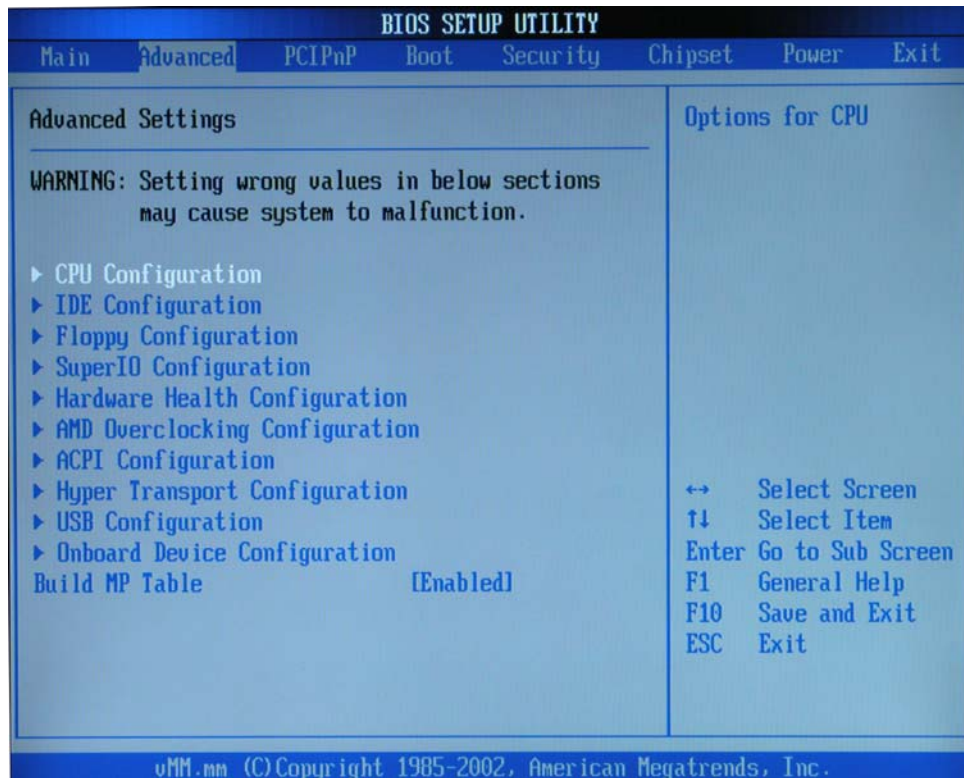 BIOS SETUP UTILITY
Main Advanced PCIPnP Boot Security Chipset Power Exit
Advanced Settings
WARNING: Setting wrong values in below sections
may cause system to malfunction.
CPU Configuration
IDE Configuration
Floppy Configuration
SuperIO Configuration
Hardware Health Configuration
AMD Overclocking Configuration
ACPI Configuration
Hyper Transport Configuration
USB Configuration
Onboard Device Configuration
Build MP Table [Enabled]
Options for CPU
↔ Select Screen
↑↓ Select Item
Enter Go to Sub Screen
F1 General Help
F10 Save and Exit
ESC Exit
vMM.mm (C)Copyright 1985-2002, American Megatrends, Inc.